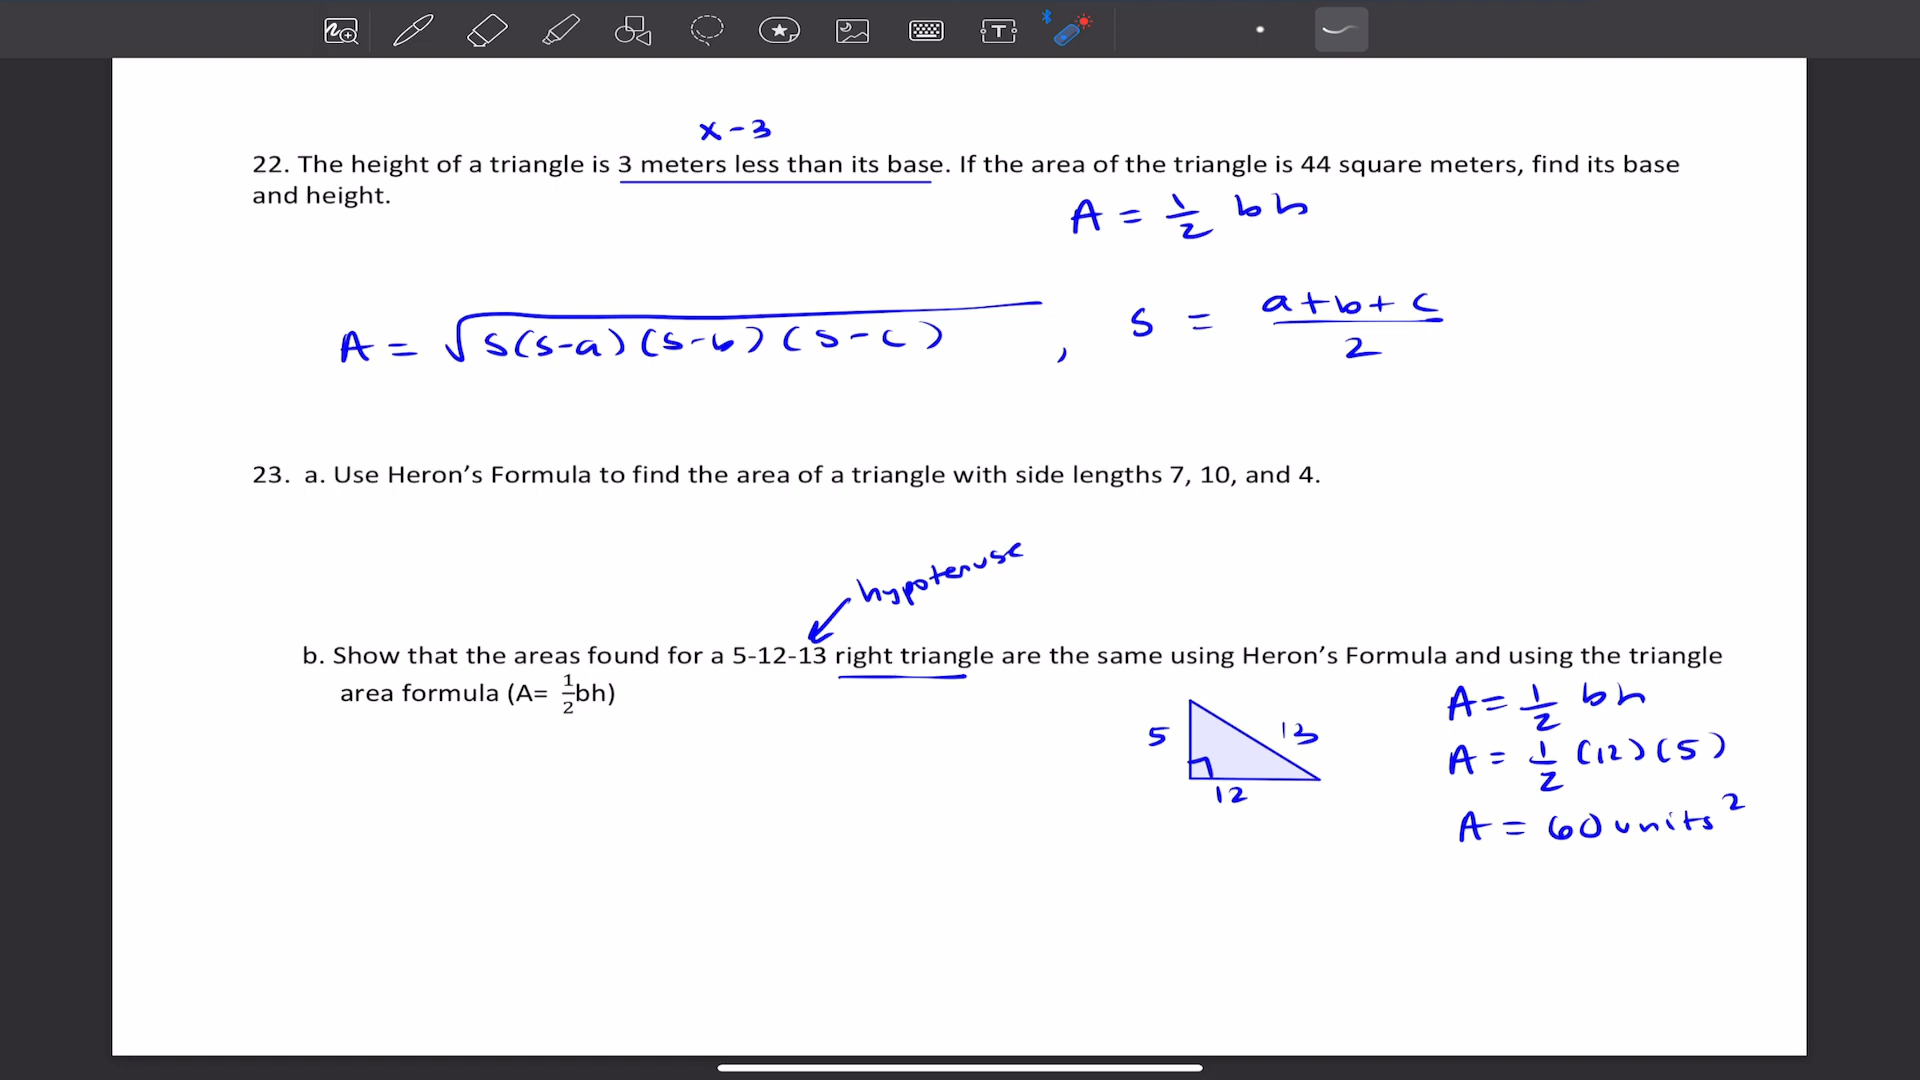 x - 3
22. The height of a triangle is 3 meters less than its base. If the area of the triangle is 44 square meters, find its base
and height.
A = 1/2 bh
A = √s(s-a)(s-b)(s-c) , s = a+b+c/2
23. a. Use Heron's Formula to find the area of a triangle with side lengths 7, 10, and 4.
hypotenuse
b. Show that the areas found for a 5-12-13 right triangle are the same using Heron's Formula and using the triangle
area formula (A= 1/2bh)
A = 1/2 bh
5
13
A = 1/2 (12)(5)
12
A = 60 units²